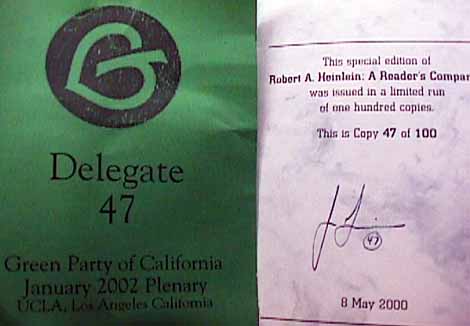 Delegate
47
Green Party of California
January 2002 Plenary
UCLA, Los Angeles California
This special edition of
Robert A. Heinlein: A Reader's Compan
was issued in a limited run
of one hundred copies.
This is Copy 47 of 100
47
8 May 2000